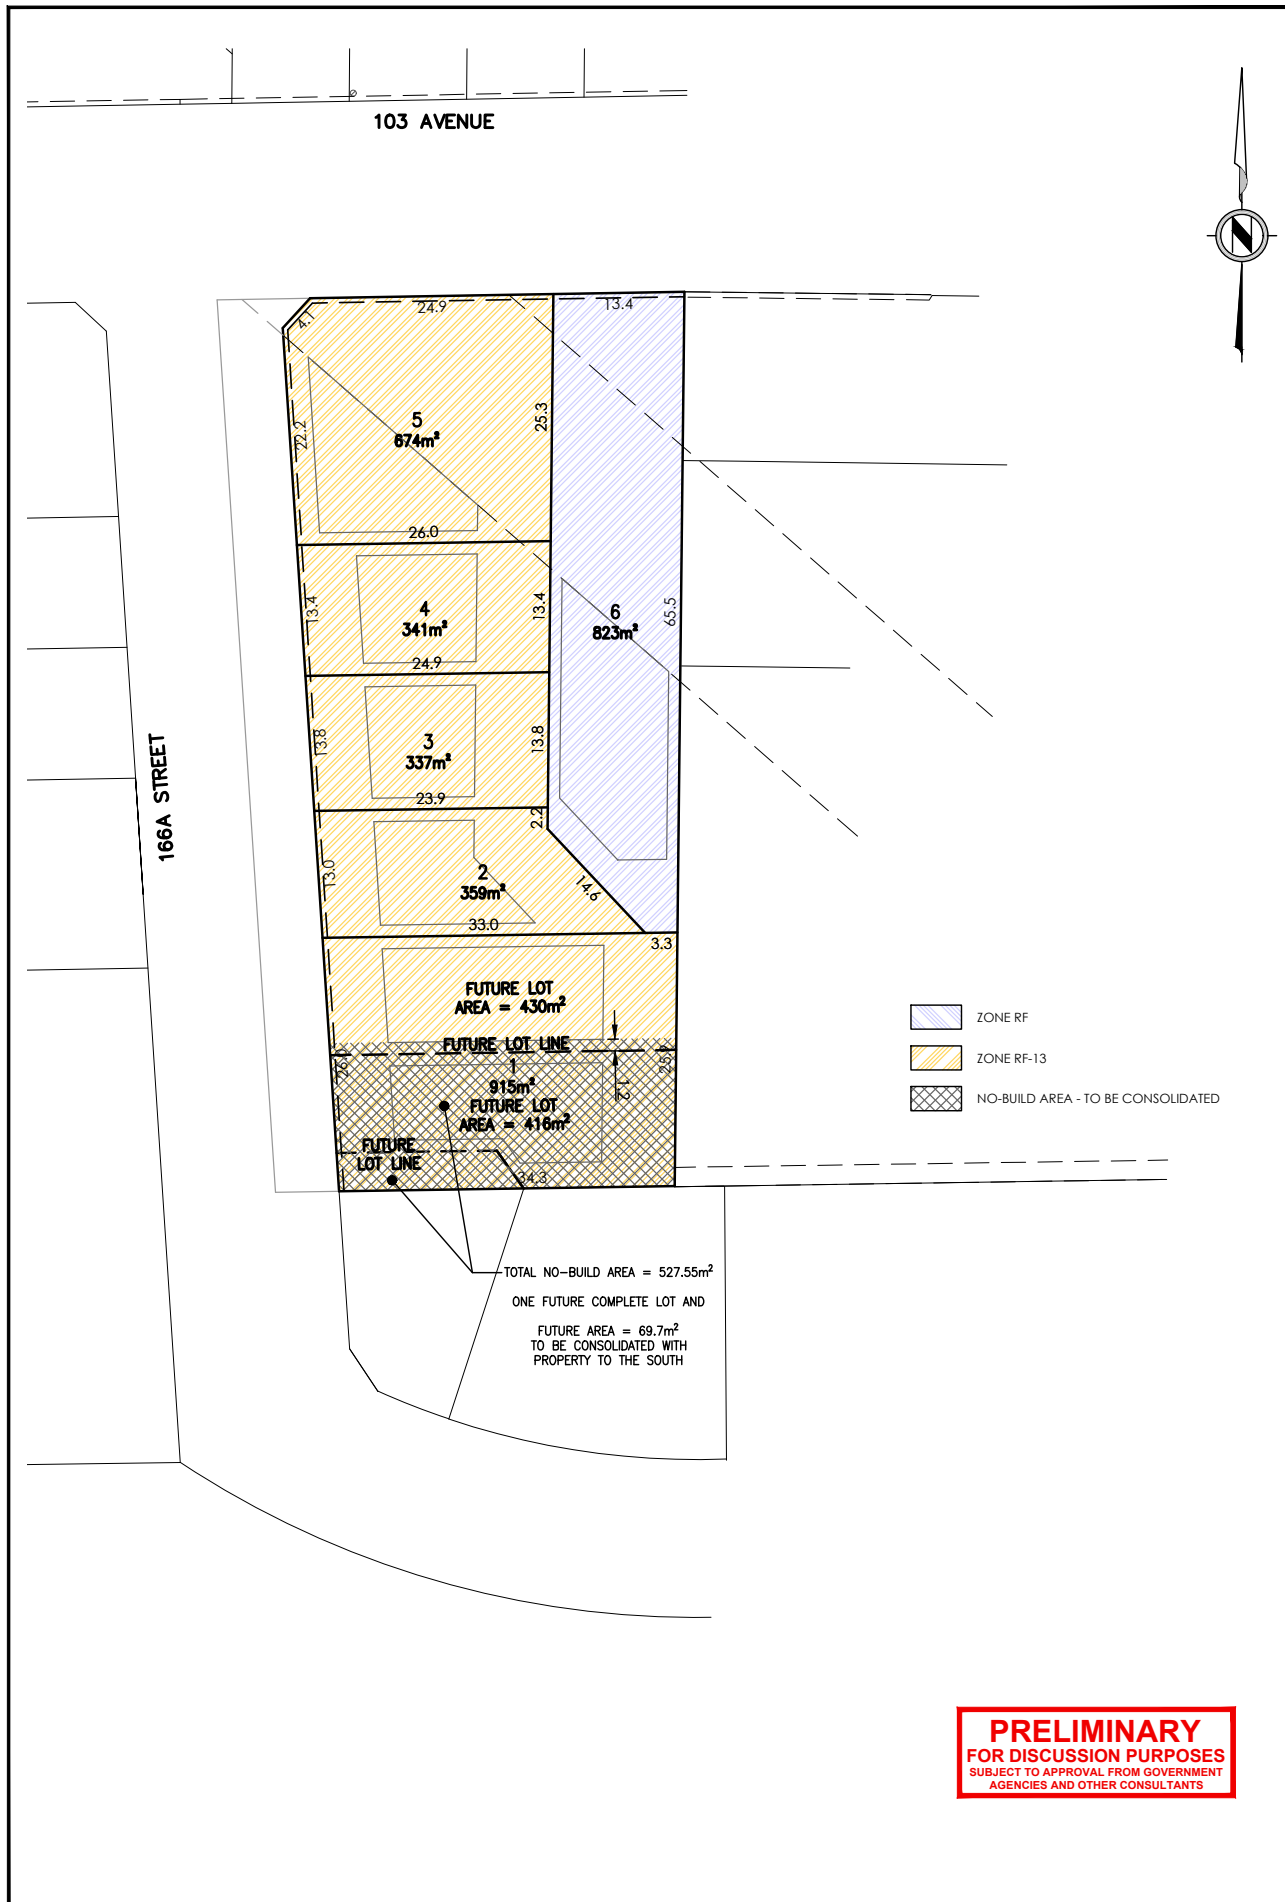 103 AVENUE
N
24.9
13.4
4.1
22.2
5
674m²
25.3
26.0
13.4
4
341m²
13.4
24.9
6
823m²
65.5
13.8
3
337m²
13.8
23.9
2.2
166A STREET
13.0
2
359m²
14.6
33.0
3.3
FUTURE LOT
AREA = 430m²
FUTURE LOT LINE
26.0
1
915m²
1.2
FUTURE LOT
AREA = 416m²
FUTURE
LOT LINE
34.3
ZONE RF
ZONE RF-13
NO-BUILD AREA - TO BE CONSOLIDATED
TOTAL NO-BUILD AREA = 527.55m²
ONE FUTURE COMPLETE LOT AND
FUTURE AREA = 69.7m²
TO BE CONSOLIDATED WITH
PROPERTY TO THE SOUTH
PRELIMINARY
FOR DISCUSSION PURPOSES
SUBJECT TO APPROVAL FROM GOVERNMENT
AGENCIES AND OTHER CONSULTANTS